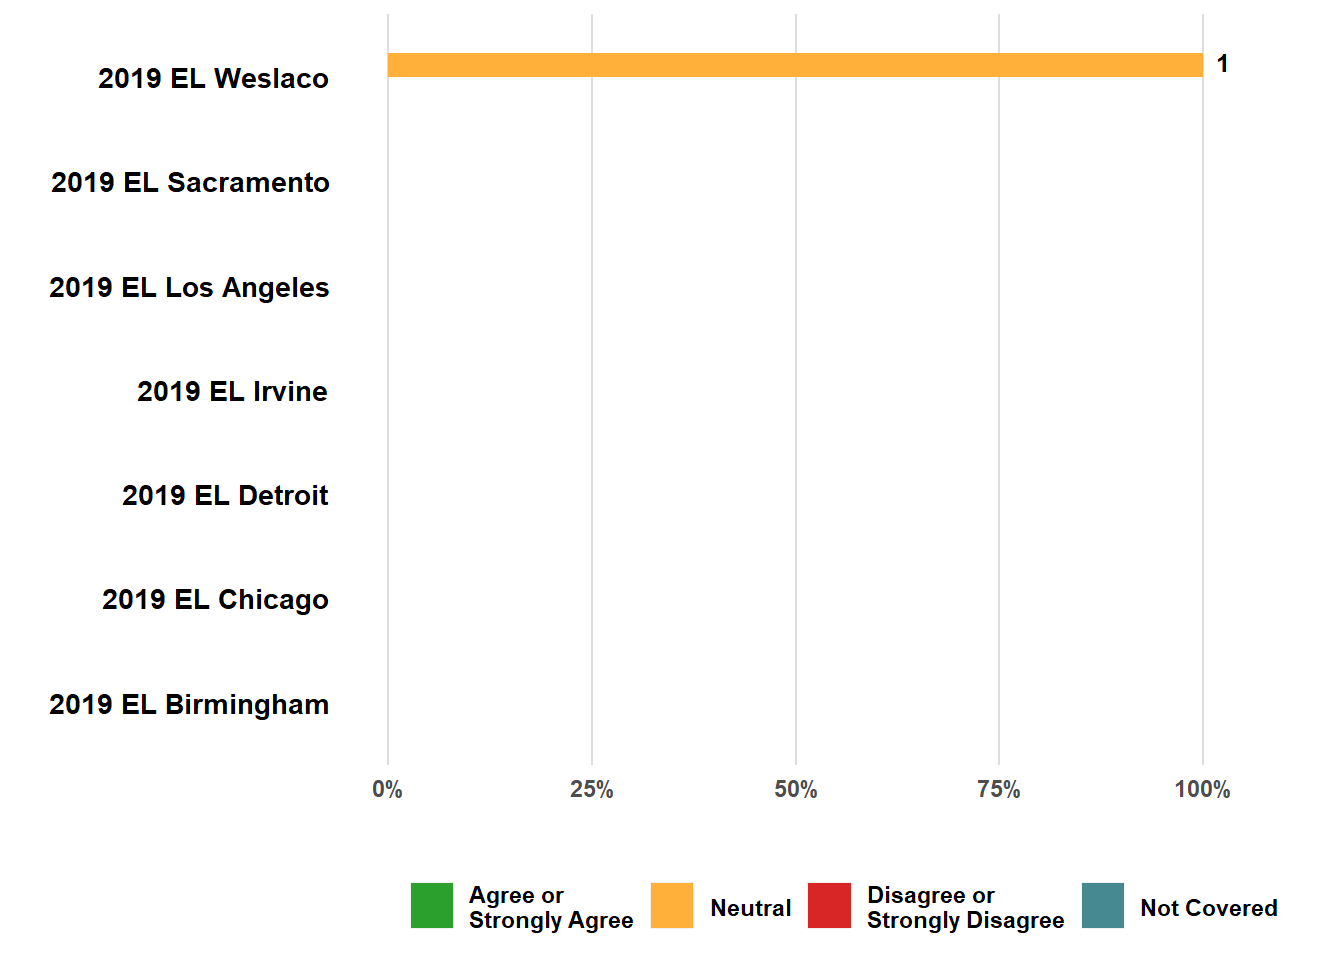 2019 EL Weslaco
1
2019 EL Sacramento
2019 EL Los Angeles
2019 EL Irvine
2019 EL Detroit
2019 EL Chicago
2019 EL Birmingham
0%
25%
50%
75%
100%
Agree or
Strongly Agree
Neutral
Disagree or
Strongly Disagree
Not Covered